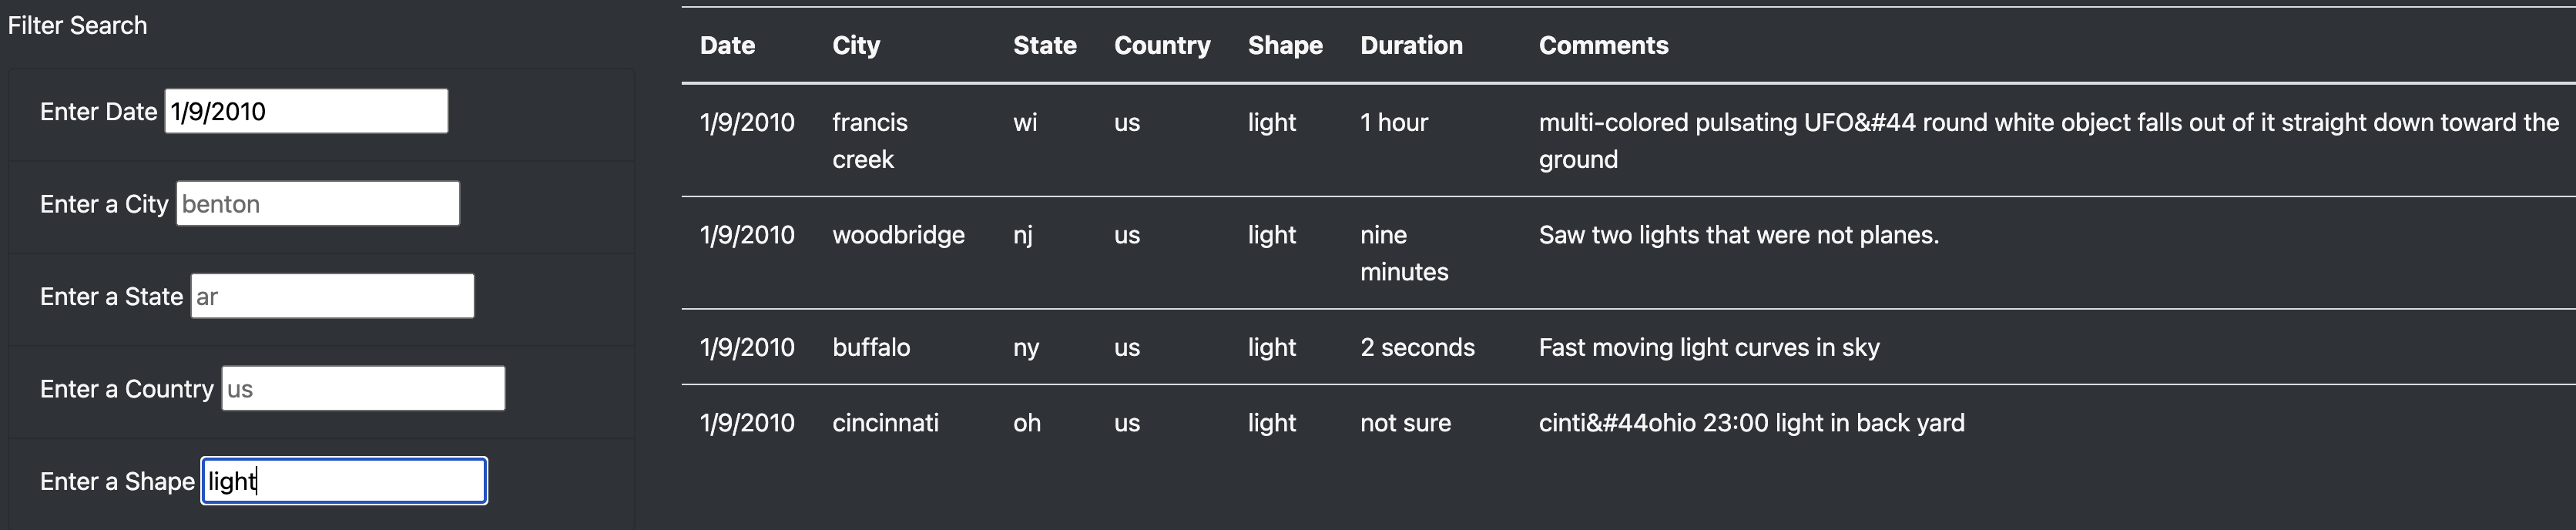 Filter Search
Enter Date 1/9/2010
Enter a City benton
Enter a State ar
Enter a Country us
Enter a Shape light
Date City State Country Shape Duration Comments
1/9/2010 francis creek wi us light 1 hour multi-colored pulsating UFO&#44 round white object falls out of it straight down toward the ground
1/9/2010 woodbridge nj us light nine minutes Saw two lights that were not planes.
1/9/2010 buffalo ny us light 2 seconds Fast moving light curves in sky
1/9/2010 cincinnati oh us light not sure cinti&#44ohio 23:00 light in back yard